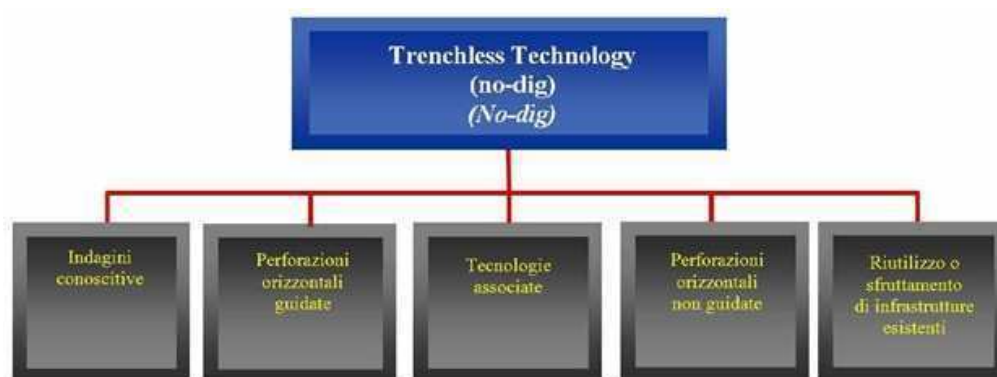 Trenchless Technology
(no-dig)
(No-dig)
Indagini
conoscitive
Perforazioni
orizzontali
guidate
Tecnologie
associate
Perforazioni
orizzontali
non guidate
Riutilizzo o
sfruttamento
di infrastrutture
esistenti